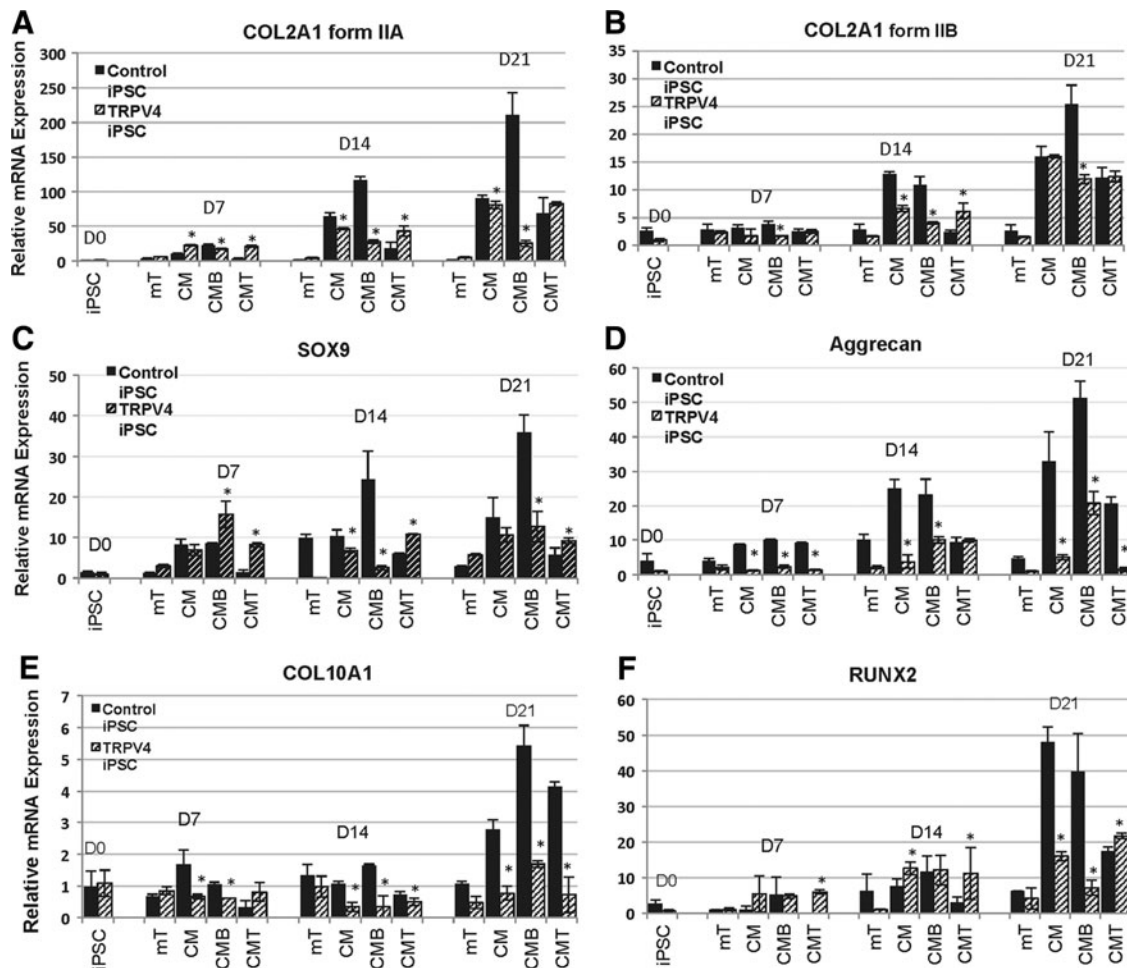 A
COL2A1 form IIA
Relative mRNA Expression
300
250
200
150
100
50
0
Control
iPSC
TRPV4
iPSC
D0
D7
D14
D21
* * * * * * * *
iPSC
mT CM CMB CMT
mT CM CMB CMT
mT CM CMB CMT
B
COL2A1 form IIB
35
30
25
20
15
10
5
0
Control
iPSC
TRPV4
iPSC
D0
D7
D14
D21
* * * * *
iPSC
mT CM CMB CMT
mT CM CMB CMT
mT CM CMB CMT
C
SOX9
Relative mRNA Expression
50
40
30
20
10
0
Control
iPSC
TRPV4
iPSC
D0
D7
D14
D21
* * * * * * *
iPSC
mT CM CMB CMT
mT CM CMB CMT
mT CM CMB CMT
D
Aggrecan
60
50
40
30
20
10
0
Control
iPSC
TRPV4
iPSC
D0
D7
D14
D21
* * * * * * * *
iPSC
mT CM CMB CMT
mT CM CMB CMT
mT CM CMB CMT
E
COL10A1
Relative mRNA Expression
7
6
5
4
3
2
1
0
Control
iPSC
TRPV4
iPSC
D0
D7
D14
D21
* * * * * * * *
iPSC
mT CM CMB CMT
mT CM CMB CMT
mT CM CMB CMT
F
RUNX2
60
50
40
30
20
10
0
D0
D7
D14
D21
* * * * * *
iPSC
mT CM CMB CMT
mT CM CMB CMT
mT CM CMB CMT